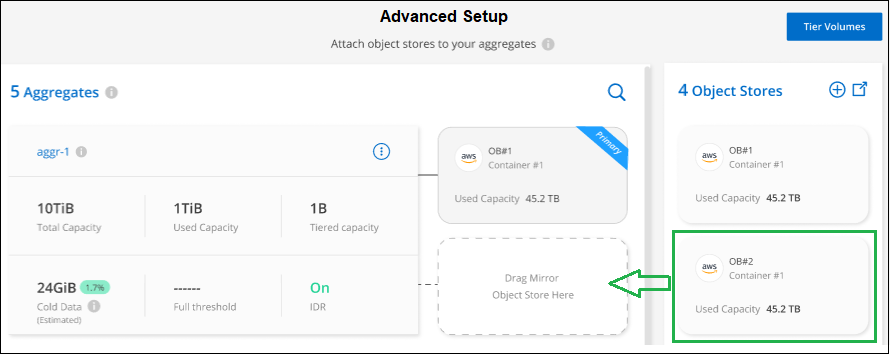 Advanced Setup
Attach object stores to your aggregates i
Tier Volumes
5 Aggregates i
aggr-1 i
10TiB
Total Capacity
1TiB
Used Capacity
1B
Tiered capacity
24GiB 1.7%
Cold Data i
(Estimated)
------
Full threshold
On
IDR
Primary
aws
OB#1
Container #1
Used Capacity 45.2 TB
Drag Mirror
Object Store Here
4 Object Stores
aws
OB#1
Container #1
Used Capacity 45.2 TB
aws
OB#2
Container #1
Used Capacity 45.2 TB